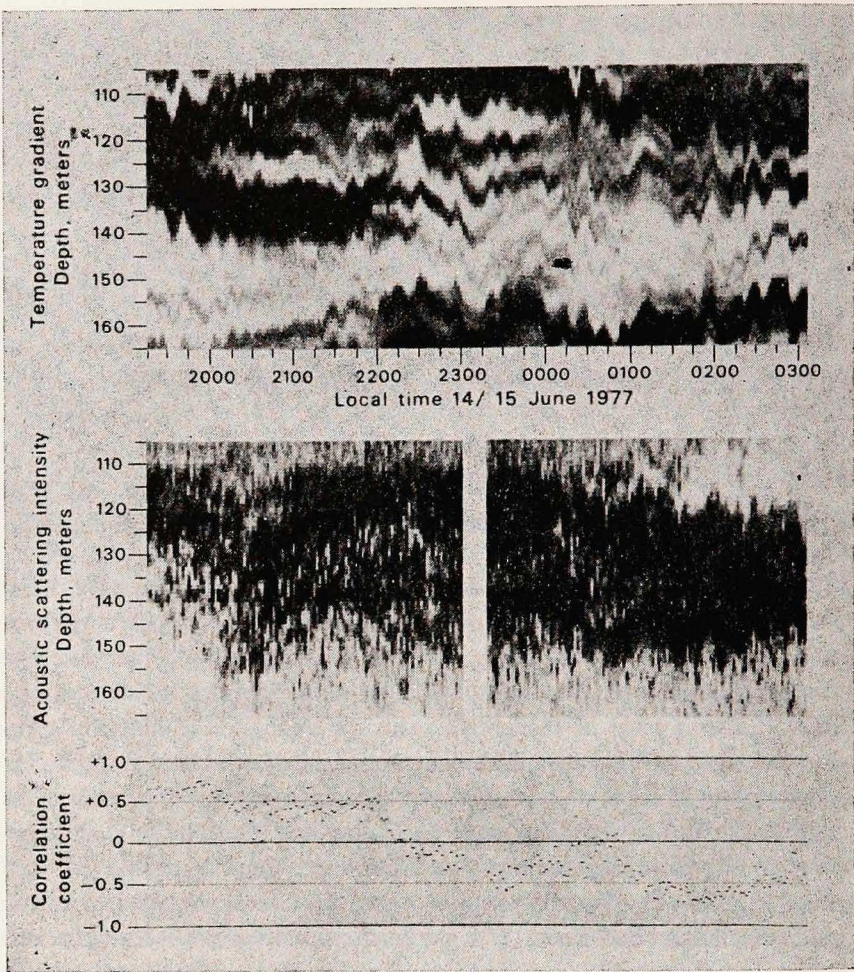 Temperature gradient
Depth, meters
110
120
130
140
150
160
2000 2100 2200 2300 0000 0100 0200 0300
Local time 14/ 15 June 1977
Acoustic scattering intensity
Depth, meters
110
120
130
140
150
160
Correlation
coefficient
+1.0
+0.5
0
-0.5
-1.0